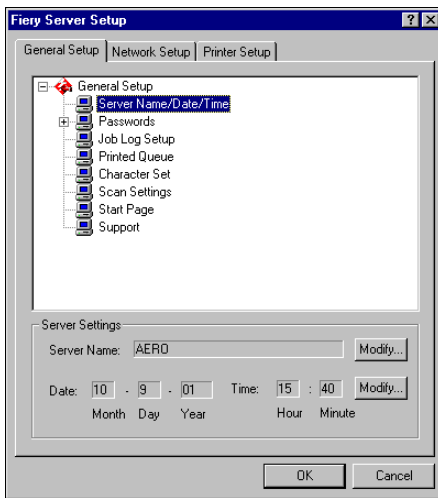 Fiery Server Setup
General Setup Network Setup Printer Setup
General Setup
Server Name/Date/Time
Passwords
Job Log Setup
Printed Queue
Character Set
Scan Settings
Start Page
Support
Server Settings
Server Name: AERO Modify...
Date: 10 - 9 - 01 Time: 15 : 40 Modify...
Month Day Year Hour Minute
OK Cancel